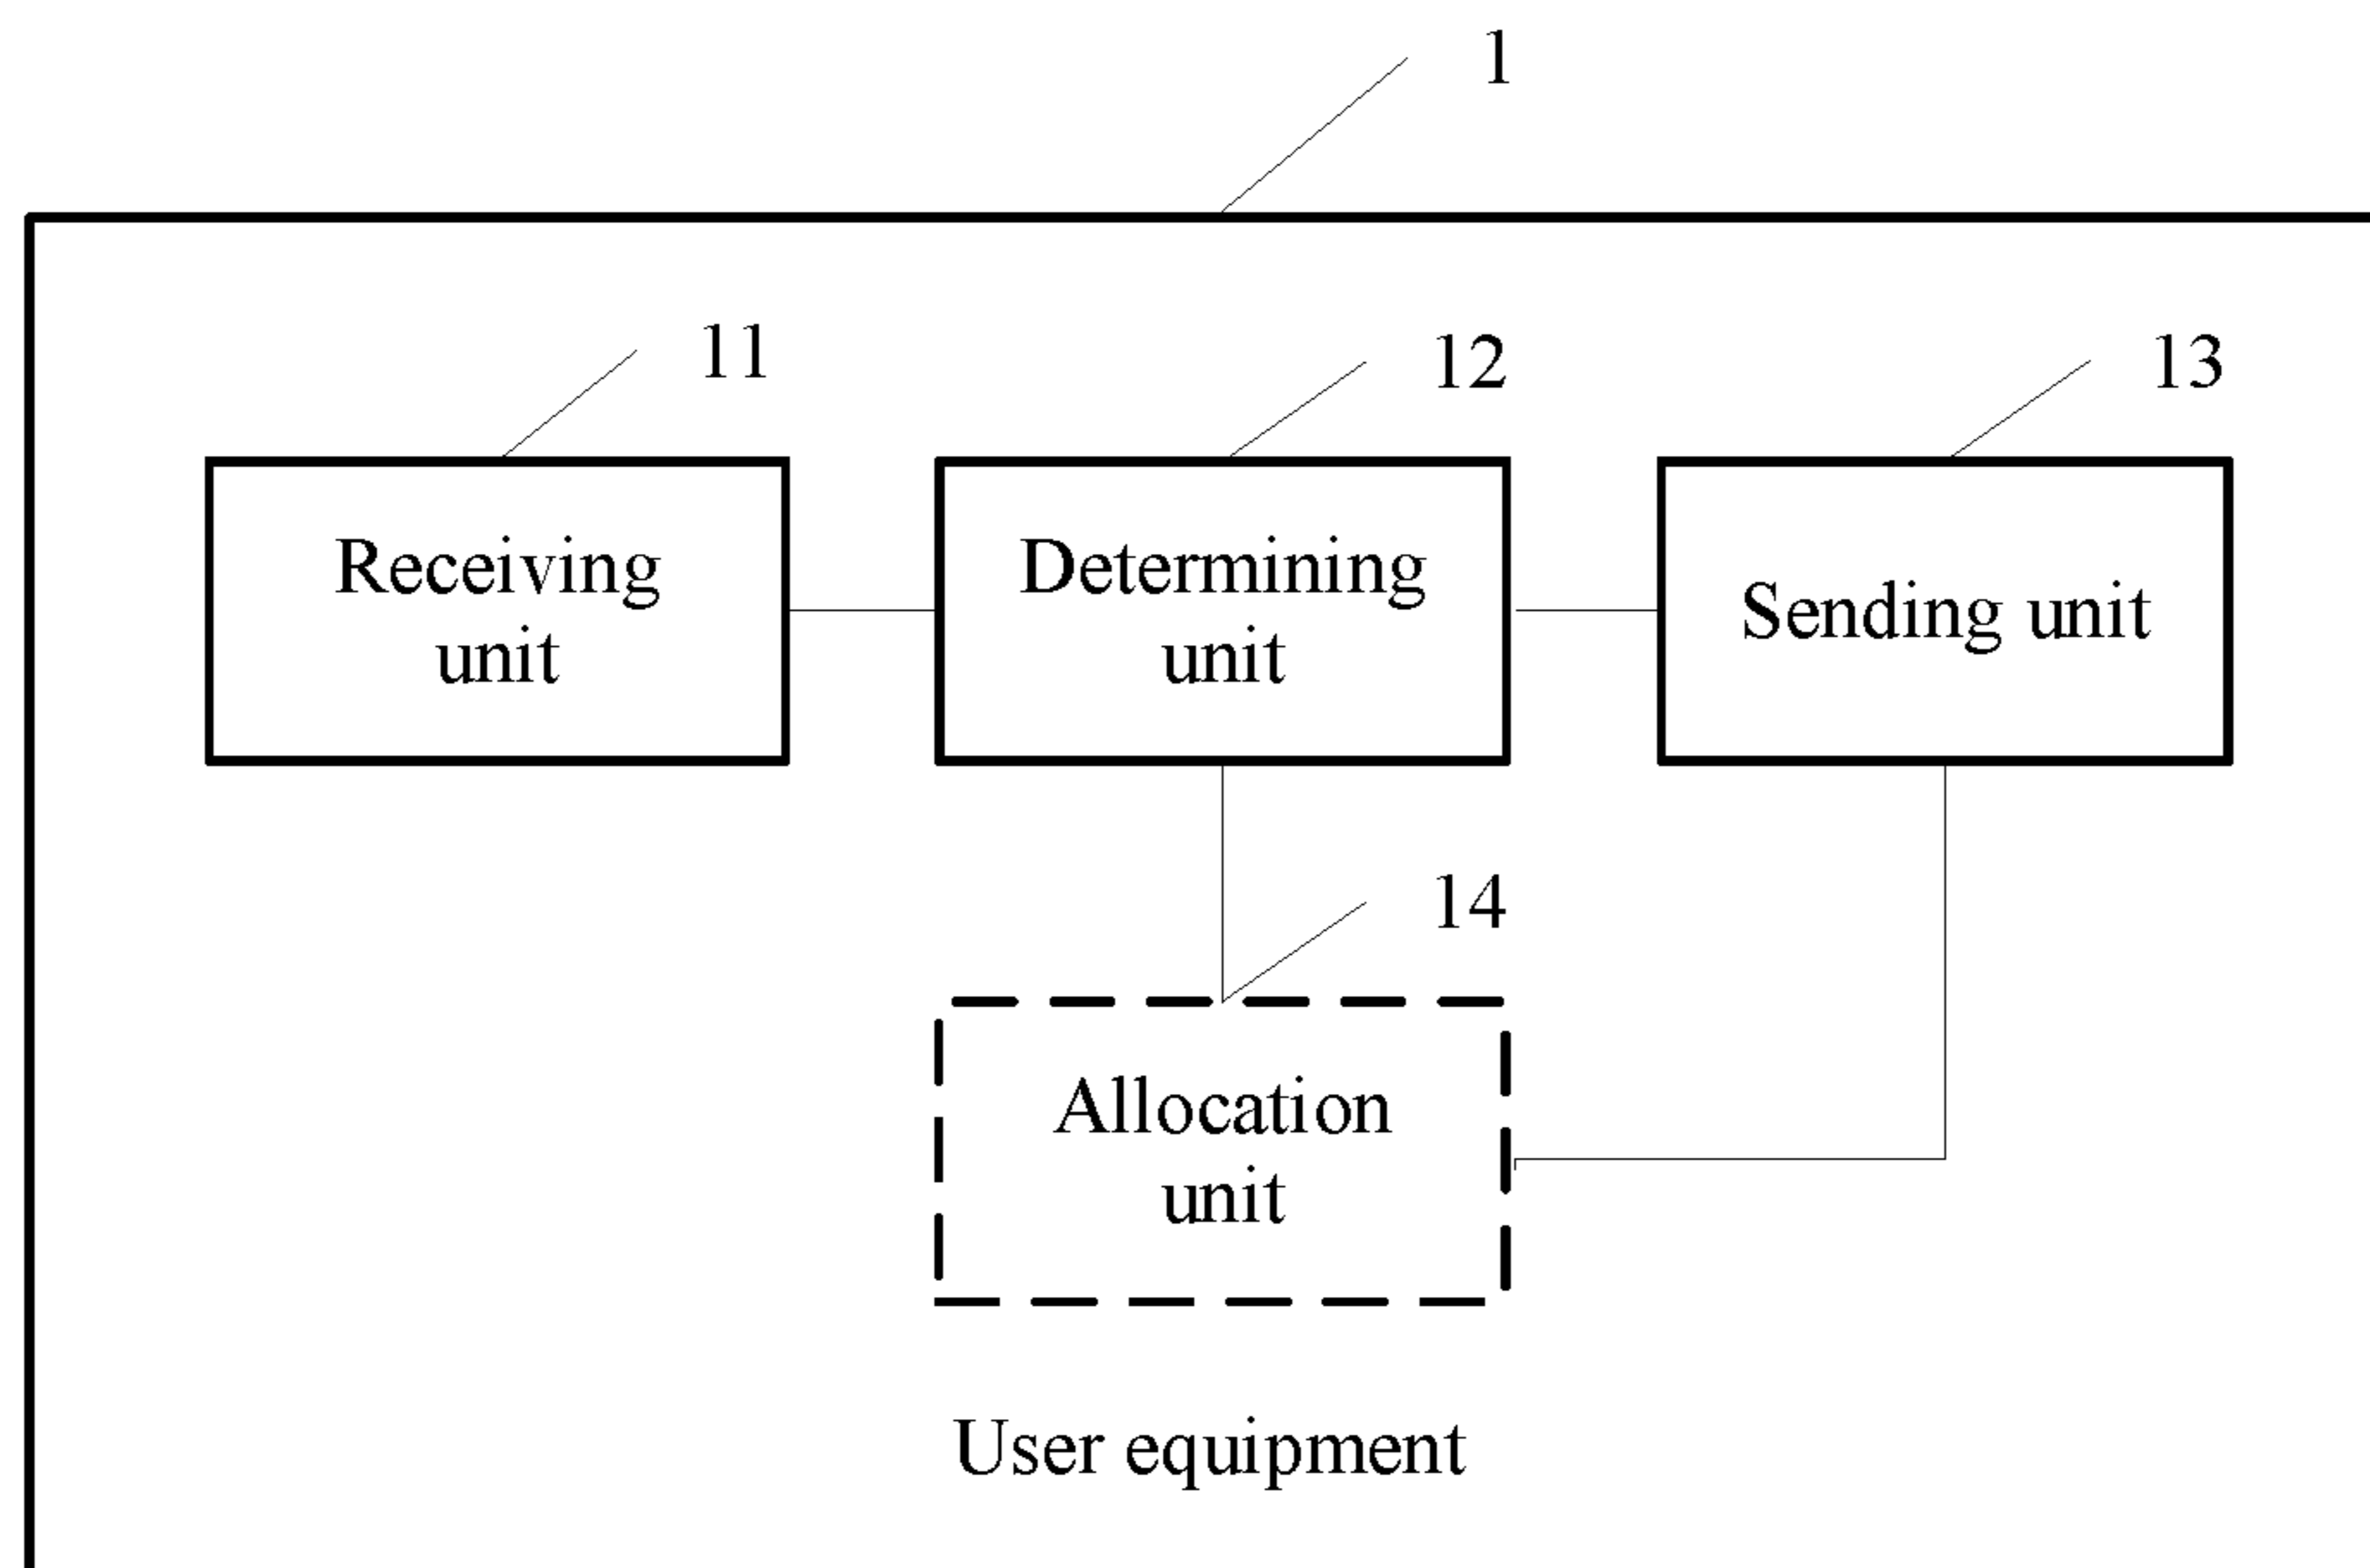 1
11
12
13
Receiving
unit
Determining
unit
Sending unit
14
Allocation
unit
User equipment